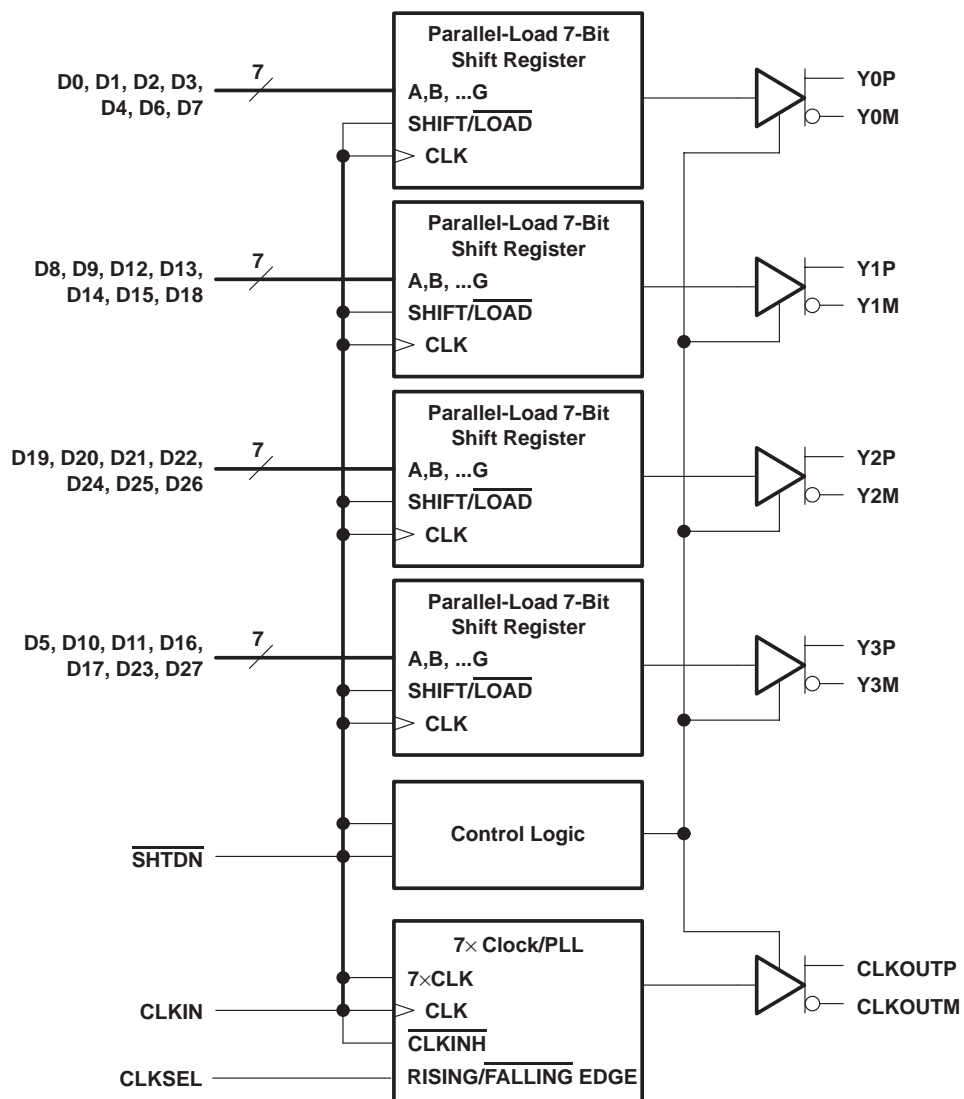 Parallel-Load 7-Bit
Shift Register
D0, D1, D2, D3,
D4, D6, D7
7
A,B, ...G
SHIFT/LOAD
CLK
Y0P
Y0M
Parallel-Load 7-Bit
Shift Register
D8, D9, D12, D13,
D14, D15, D18
7
A,B, ...G
SHIFT/LOAD
CLK
Y1P
Y1M
Parallel-Load 7-Bit
Shift Register
D19, D20, D21, D22,
D24, D25, D26
7
A,B, ...G
SHIFT/LOAD
CLK
Y2P
Y2M
Parallel-Load 7-Bit
Shift Register
D5, D10, D11, D16,
D17, D23, D27
7
A,B, ...G
SHIFT/LOAD
CLK
Y3P
Y3M
Control Logic
SHTDN
7× Clock/PLL
7×CLK
CLKIN
CLK
CLKINH
CLKSEL
RISING/FALLING EDGE
CLKOUTP
CLKOUTM